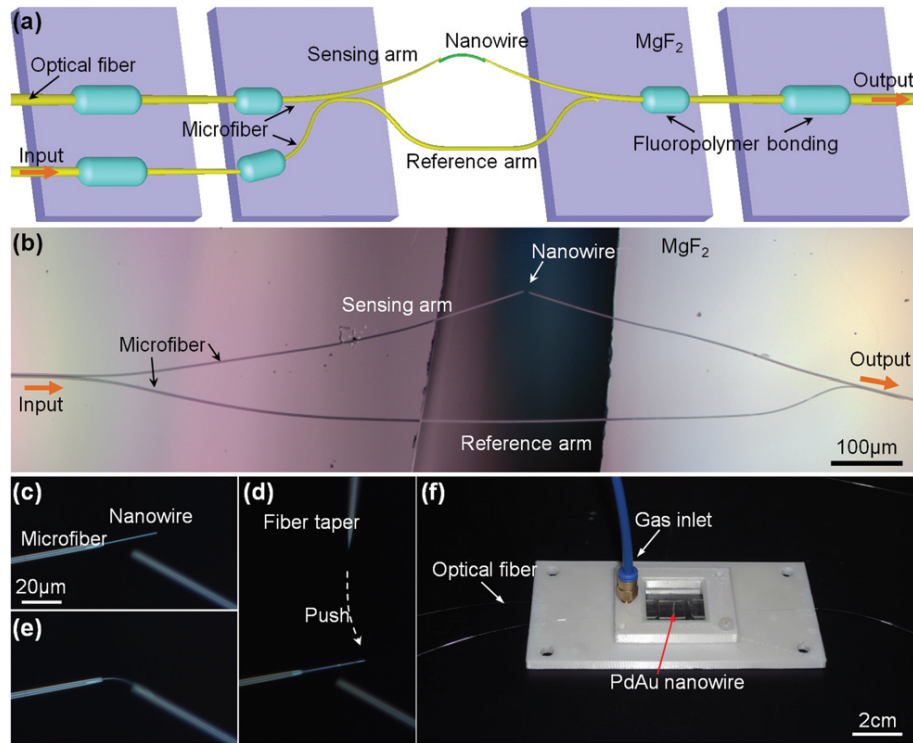 (a)
Sensing arm
Nanowire
MgF2
Optical fiber
Output
Microfiber
Fluoropolymer bonding
Input
Reference arm
(b)
Nanowire
MgF2
Sensing arm
Microfiber
Output
Input
Reference arm
100μm
(c)
Nanowire
Microfiber
20μm
(d)
Fiber taper
Push
(e)
(f)
Gas inlet
Optical fiber
PdAu nanowire
2cm